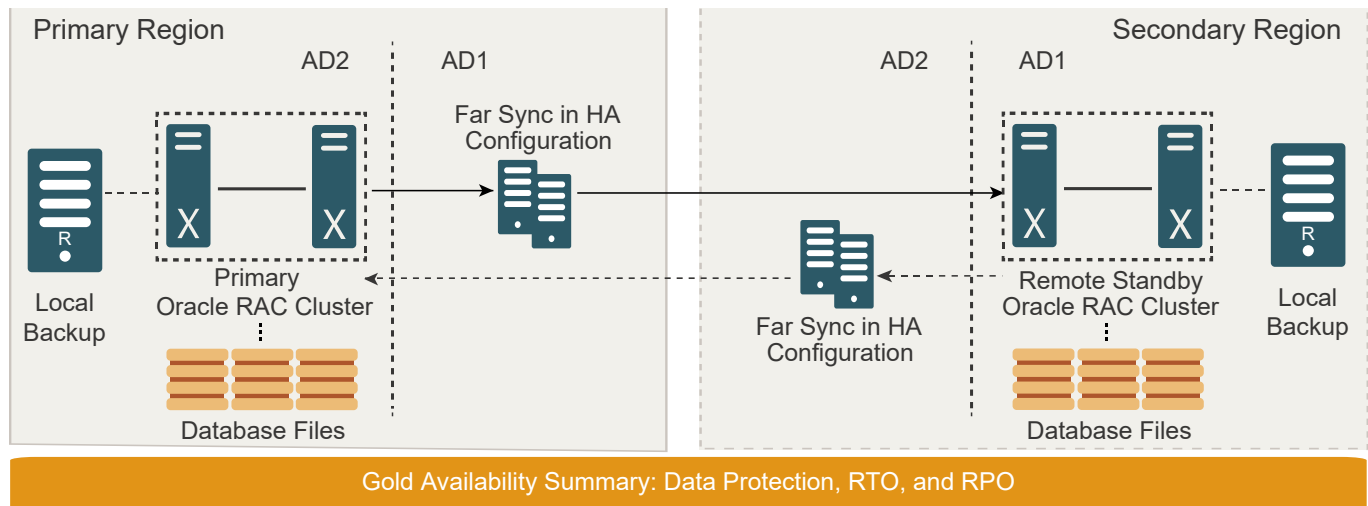 Primary Region
Secondary Region
AD2
AD1
AD2
AD1
Far Sync in HA
Configuration
X
X
R
X
X
R
Primary
Oracle RAC Cluster
Local
Backup
Far Sync in HA
Configuration
Remote Standby
Oracle RAC Cluster
Local
Backup
Database Files
Database Files
Gold Availability Summary: Data Protection, RTO, and RPO